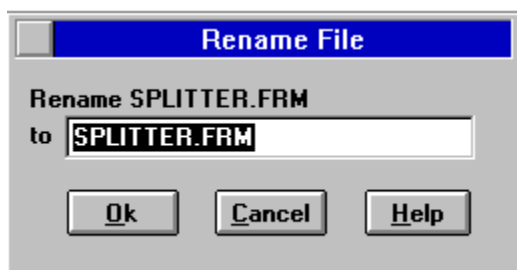 Rename File
Rename SPLITTER.FRM
to SPLITTER.FRM
Ok Cancel Help